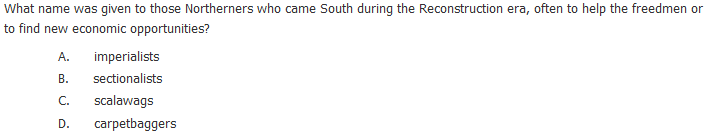 What name was given to those Northerners who came South during the Reconstruction era, often to help the freedmen or
to find new economic opportunities?
A. imperialists
B. sectionalists
C. scalawags
D. carpetbaggers